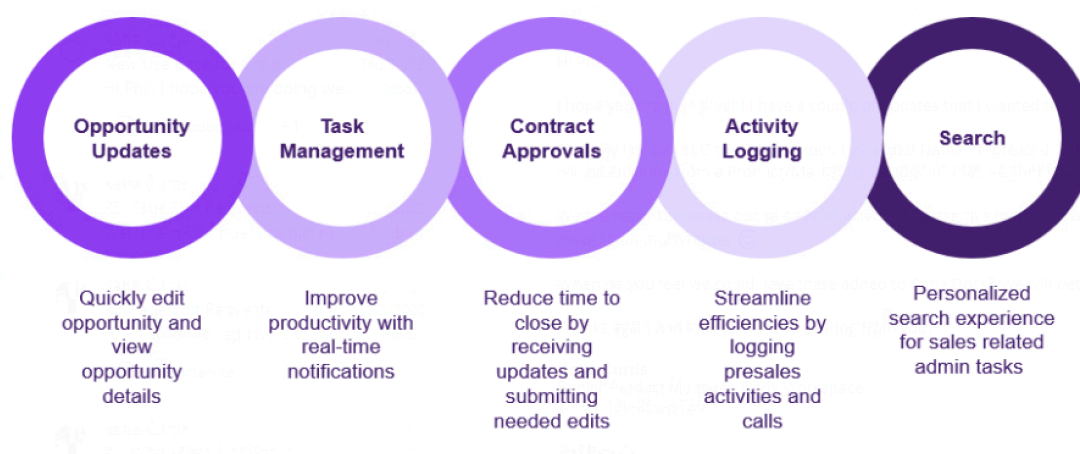 Opportunity
Updates
Task
Management
Contract
Approvals
Activity
Logging
Search
Quickly edit
opportunity and
view
opportunity
details
Improve
productivity with
real-time
notifications
Reduce time to
close by
receiving
updates and
submitting
needed edits
Streamline
efficiencies by
logging
presales
activities and
calls
Personalized
search experience
for sales related
admin tasks